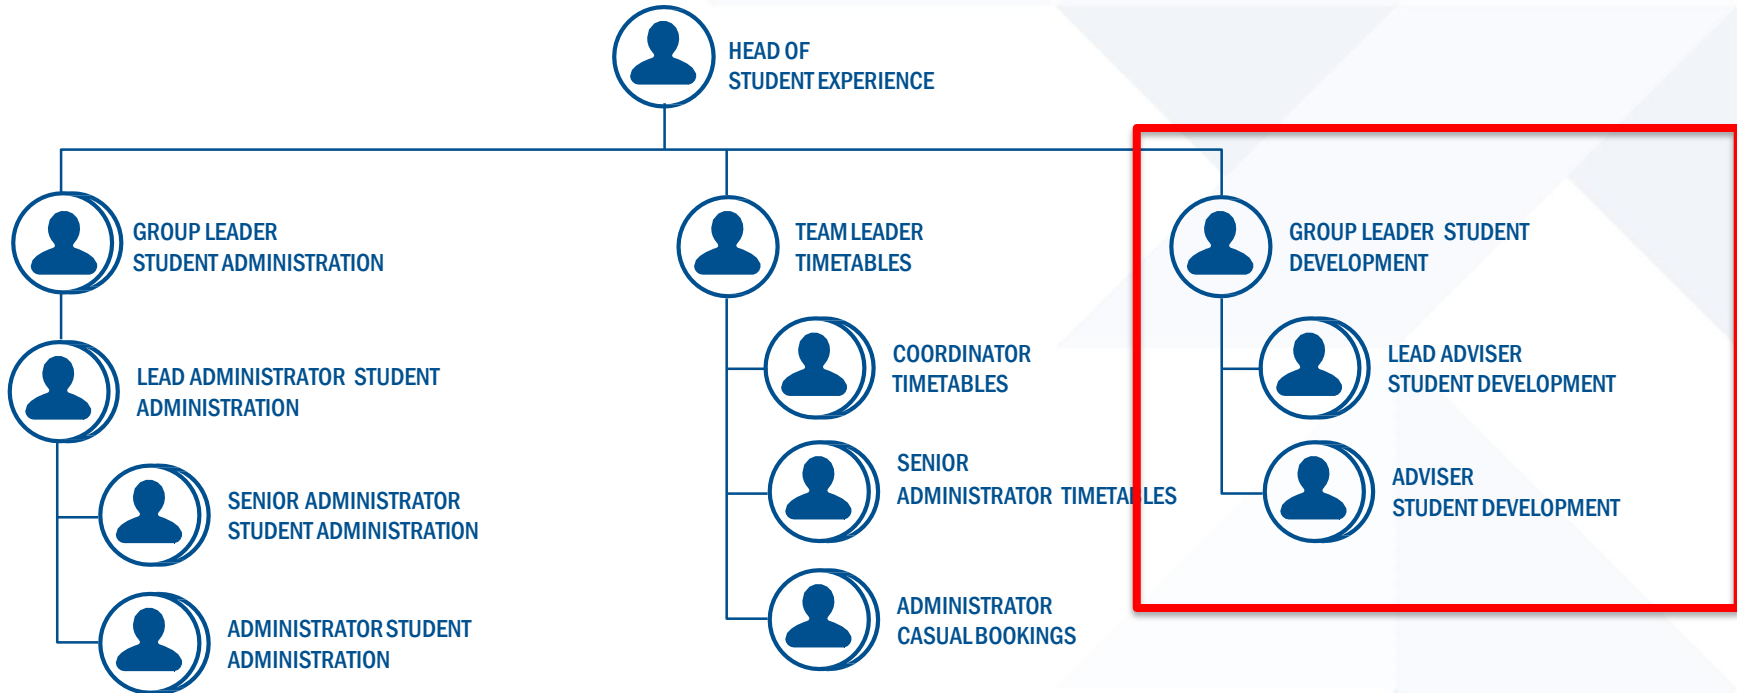 HEAD OF
STUDENT EXPERIENCE
GROUP LEADER
STUDENT ADMINISTRATION
LEAD ADMINISTRATOR STUDENT
ADMINISTRATION
SENIOR ADMINISTRATOR
STUDENT ADMINISTRATION
ADMINISTRATOR STUDENT
ADMINISTRATION
TEAM LEADER
TIMETABLES
COORDINATOR
TIMETABLES
SENIOR
ADMINISTRATOR TIMETABLES
ADMINISTRATOR
CASUAL BOOKINGS
GROUP LEADER STUDENT
DEVELOPMENT
LEAD ADVISER
STUDENT DEVELOPMENT
ADVISER
STUDENT DEVELOPMENT